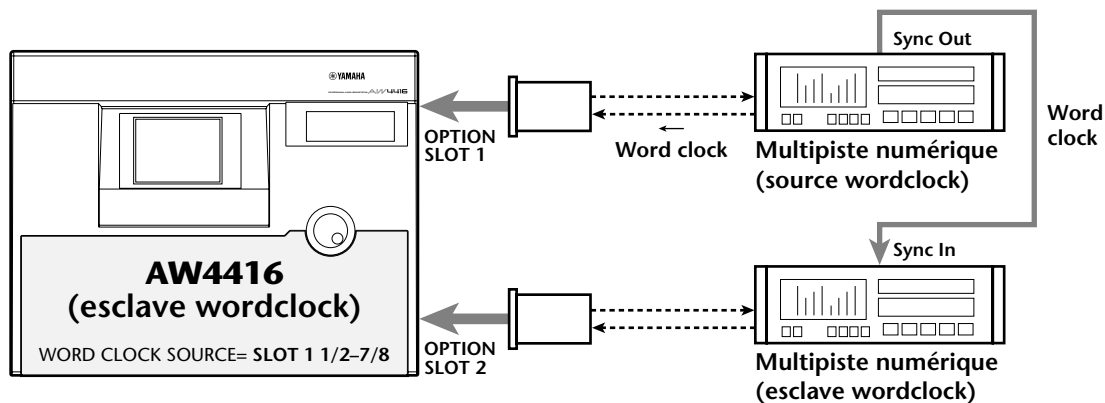 YAMAHA
AW4416
OPTION
SLOT 1
Word clock
←
Sync Out
Multipiste numérique
(source wordclock)
Word
clock
AW4416
(esclave wordclock)
WORD CLOCK SOURCE= SLOT 1 1/2–7/8
OPTION
SLOT 2
Sync In
Multipiste numérique
(esclave wordclock)